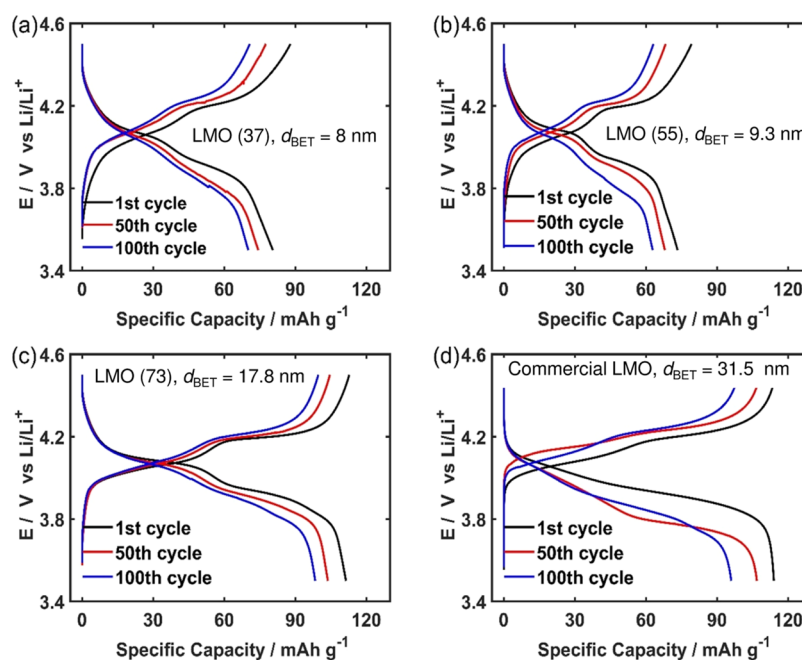 (a)
4.6
4.2
3.8
3.4
E / V vs Li/Li⁺
LMO (37), d_BET = 8 nm
1st cycle
50th cycle
100th cycle
0 30 60 90 120
Specific Capacity / mAh g⁻¹
(b)
4.6
4.2
3.8
3.4
E / V vs Li/Li⁺
LMO (55), d_BET = 9.3 nm
1st cycle
50th cycle
100th cycle
0 30 60 90 120
Specific Capacity / mAh g⁻¹
(c)
4.6
4.2
3.8
3.4
E / V vs Li/Li⁺
LMO (73), d_BET = 17.8 nm
1st cycle
50th cycle
100th cycle
0 30 60 90 120
Specific Capacity / mAh g⁻¹
(d)
4.6
4.2
3.8
3.4
E / V vs Li/Li⁺
Commercial LMO, d_BET = 31.5 nm
1st cycle
50th cycle
100th cycle
0 30 60 90 120
Specific Capacity / mAh g⁻¹